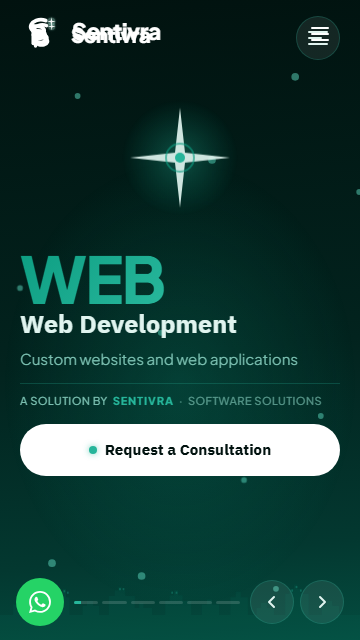 Sentivra
WEB
Web Development
Custom websites and web applications
A SOLUTION BY SENTIVRA · SOFTWARE SOLUTIONS
Request a Consultation